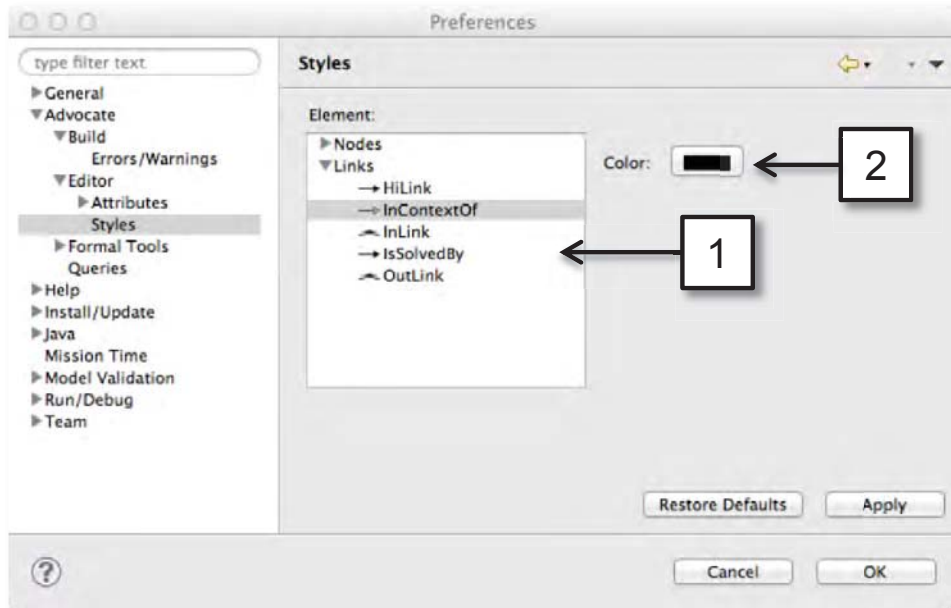 Preferences
type filter text
General
Advocate
Build
Errors/Warnings
Editor
Attributes
Styles
Formal Tools
Queries
Help
Install/Update
Java
Mission Time
Model Validation
Run/Debug
Team
Styles
Element:
Nodes
Links
HiLink
InContextOf
InLink
IsSolvedBy
OutLink
Color:
2
1
Restore Defaults
Apply
?
Cancel
OK